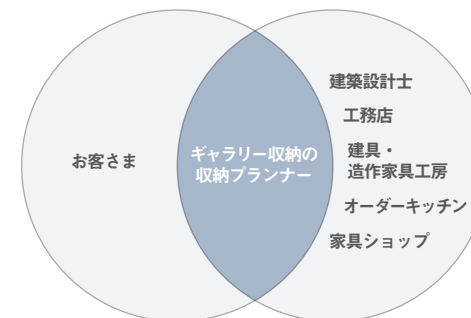 お客さま
ギャラリー収納の
収納プランナー
建築設計士
工務店
建具・
造作家具工房
オーダーキッチン
家具ショップ